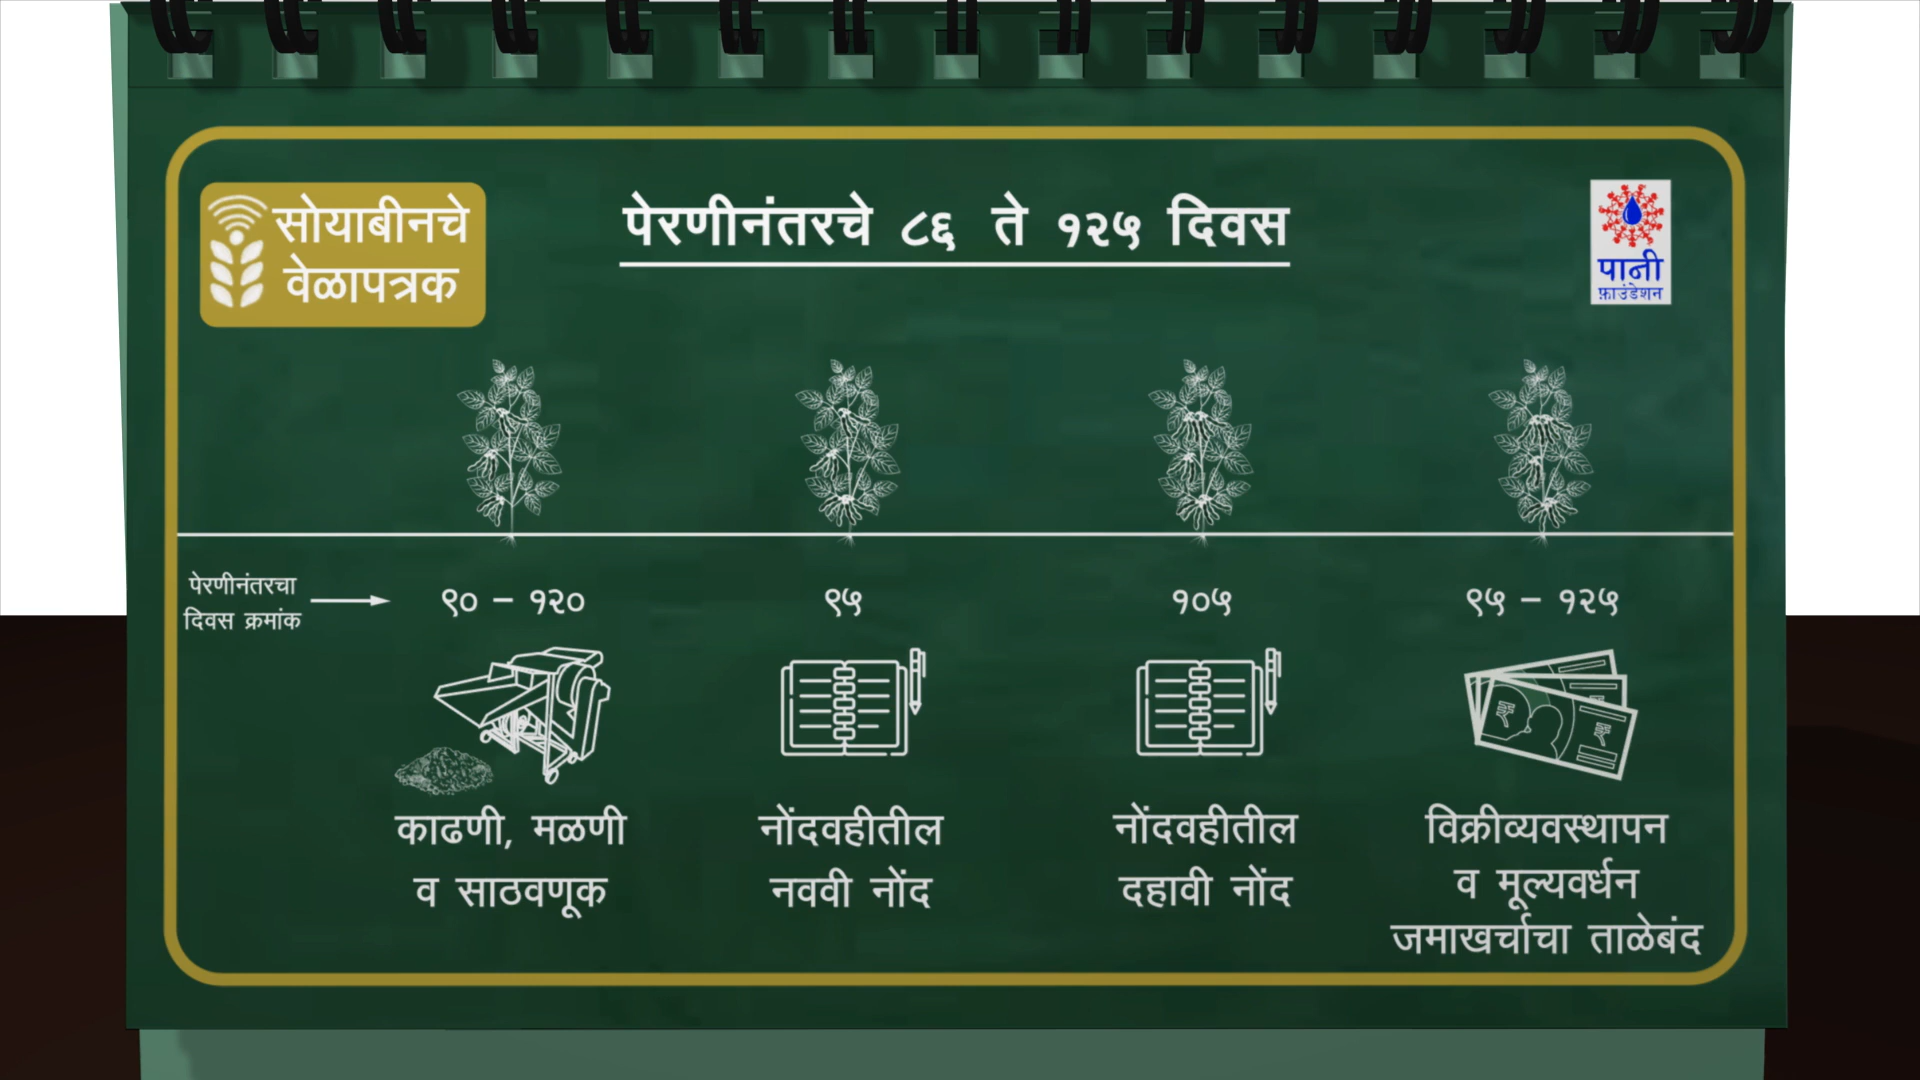 सोयाबीनचे
वेळापत्रक
पेरणीनंतरचे ८६ ते १२५ दिवस
पानी
फ़ाउंडेशन
पेरणीनंतरचा
दिवस क्रमांक
९० – १२०
९५
१०५
९५ – १२५
काढणी, मळणी
व साठवणूक
नोंदवहीतील
नववी नोंद
नोंदवहीतील
दहावी नोंद
विक्रीव्यवस्थापन
व मूल्यवर्धन
जमाखर्चाचा ताळेबंद